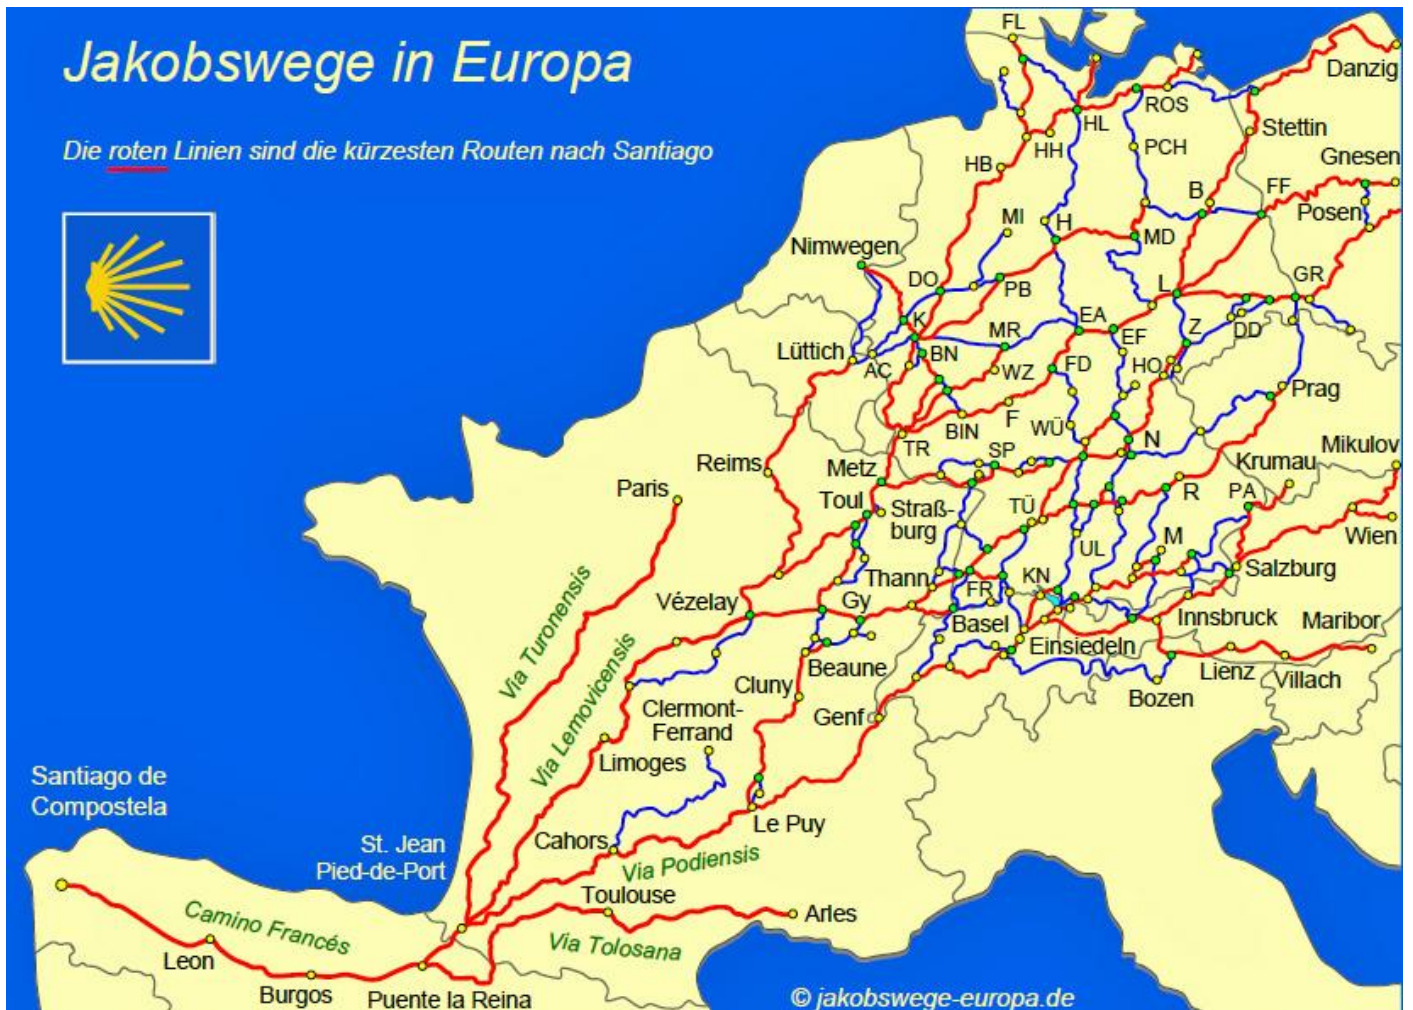 Jakobswege in Europa
Die roten Linien sind die kürzesten Routen nach Santiago
FL
Danzig
ROS
HL
Stettin
PCH
HH
HB
Gnesen
FF
B
Posen
MI
H
MD
Nimwegen
DO
PB
L
GR
K
MR
EA
EF
Z
DD
Lüttich
AC
BN
WZ
FD
HO
Prag
BIN
F
WÜ
TR
SP
N
Mikulov
Reims
Metz
Krumau
Paris
Toul
Straß-
burg
TÜ
R
PA
UL
M
Wien
Thann
FR
KN
Salzburg
Vézelay
Gy
Basel
Innsbruck
Maribor
Via Turonensis
Via Lemovicensis
Beaune
Einsiedeln
Lienz
Villach
Cluny
Bozen
Clermont-
Ferrand
Genf
Limoges
Santiago de
Compostela
St. Jean
Pied-de-Port
Cahors
Le Puy
Via Podiensis
Toulouse
Arles
Camino Francés
Via Tolosana
Leon
Burgos
Puente la Reina
© jakobswege-europa.de